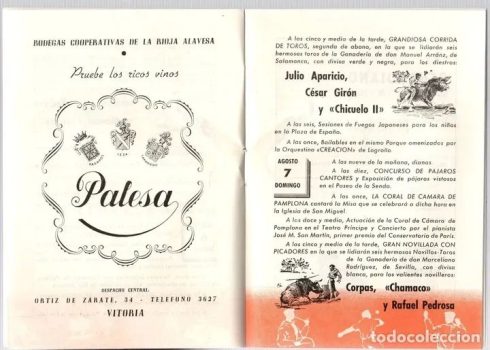 BODEGAS COOPERATIVAS DE LA RIOJA ALAVESA
Pruebe los ricos vinos
Palesa
DESPACHO CENTRAL:
ORTIZ DE ZARATE, 34 - TELEFONO 3627
VITORIA
A las cinco y medio de la tarde, GRANDIOSA CORRIDA
DE TOROS, segunda de abono, en la que se lidiarán seis
hermosos toros de la Ganadería de don Manuel Arránz, de
Salamanca, con divisa verde y negra, para los diestros:
Julio Aparicio,
César Girón
y «Chicuelo II»
A las seis, Sesiones de Fuegos Japoneses para los niños
en la Plaza de España.
A las once, Bailables en el mismo Parque amenizados por
la Orquestina «CREACION» de Logroño.
AGOSTO
7
DOMINGO
A las nueve de la mañana, dianas.
A las diez, CONCURSO DE PAJAROS
CANTORES y Exposición de pájaros vistosos
en el Paseo de la Senda.
A las once, LA CORAL DE CAMARA DE
PAMPLONA cantará la Misa que se celebrará a dicha hora en
la Iglesia de San Miguel.
A las doce y media, Actuación de la Coral de Cámara de
Pamplona en el Teatro Príncipe y Concierto por el pianista
José M. San Martín, primer premio del Conservatorio de París.
A las cinco y media de la tarde, GRAN NOVILLADA CON
PICADORES en la que se lidiarán seis hermosos Novillos-Toros
de la Ganadería de don Marceliano
Rodríguez, de Sevilla, con divisa
blanca, para los valientes novilleros:
Corpas, «Chamaco»
y Rafael Pedrosa
todocoleccion